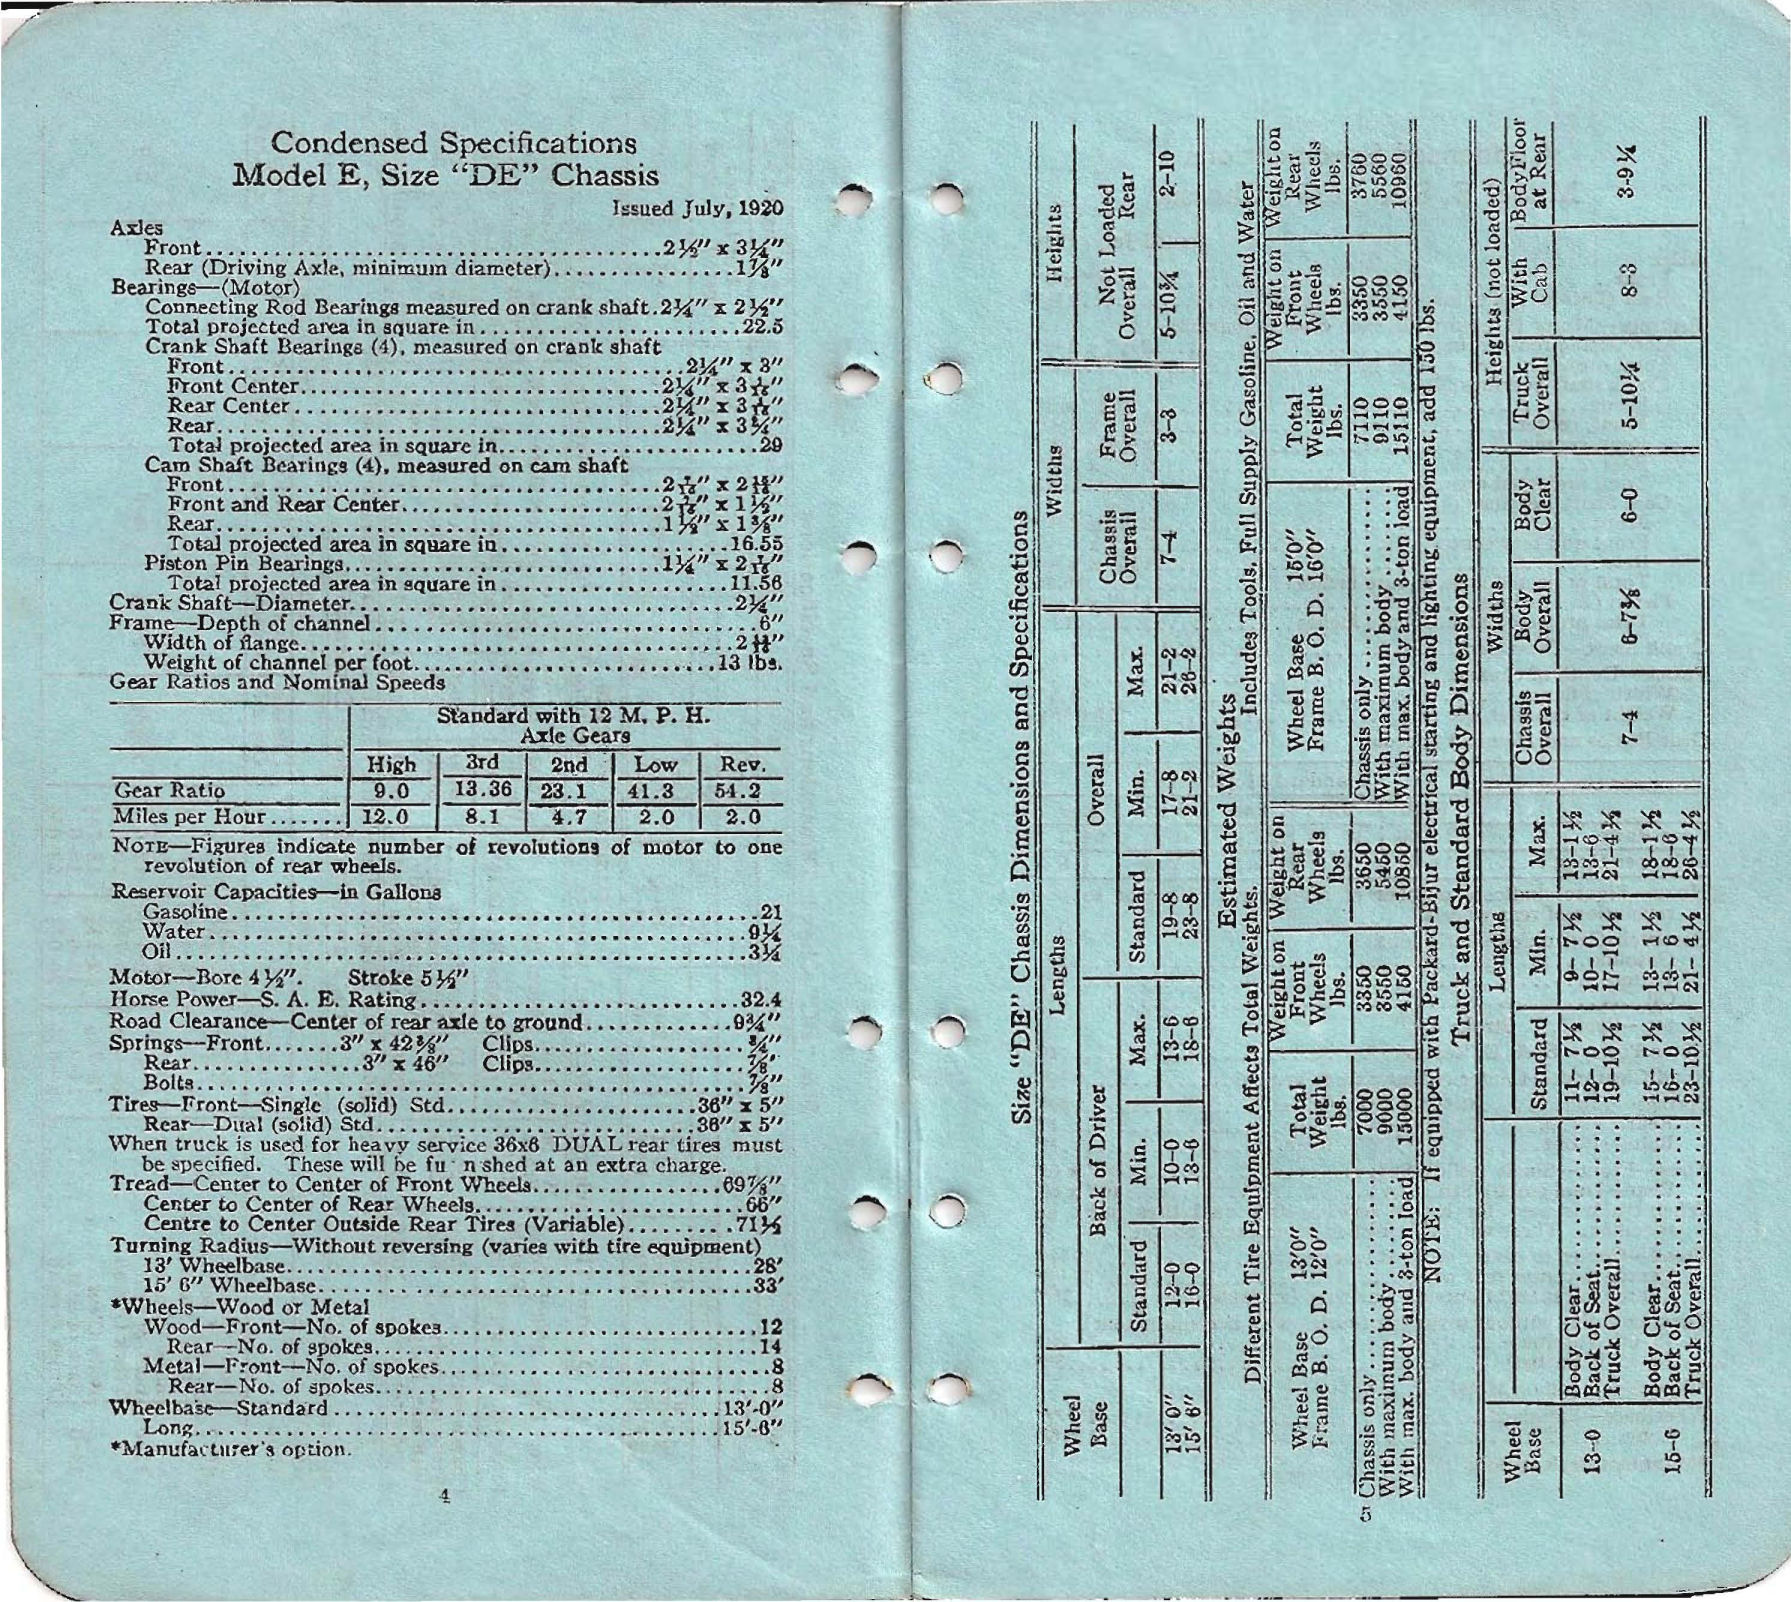 Condensed Specifications
Model E, Size “DE” Chassis
Issued July, 1920
Axles
Front........2½″ x 3¼″
Rear (Driving Axle, minimum diameter)........1⅞″
Bearings—(Motor)
Connecting Rod Bearings measured on crank shaft.2¼″ x 2½″
Total projected area in square in........22.5
Crank Shaft Bearings (4), measured on crank shaft
Front........2¼″ x 3″
Front Center........2¼″ x 3 1/16″
Rear Center........2¼″ x 3 1/16″
Rear........2¼″ x 3¾″
Total projected area in square in........29
Cam Shaft Bearings (4), measured on cam shaft
Front
Front and Rear Center
Rear........1⅞″ x 1⅜″
Total projected area in square in........16.55
Piston Pin Bearings........1¼″ x 2 5/16″
Total projected area in square in........11.56
Crank Shaft—Diameter........2¼″
Frame—Depth of channel........6″
Width of flange........2 11/16″
Weight of channel per foot........13 lbs.
Gear Ratios and Nominal Speeds
Standard with 12 M. P. H.
Axle Gears
High 3rd 2nd Low Rev.
Gear Ratio 9.0 13.36 23.1 41.3 54.2
Miles per Hour....... 12.0 8.1 4.7 2.0 2.0
NOTE—Figures indicate number of revolutions of motor to one
revolution of rear wheels.
Reservoir Capacities—in Gallons
Gasoline........21
Water........9¼
Oil........3¼
Motor—Bore 4½″. Stroke 5½″
Horse Power—S. A. E. Rating........32.4
Road Clearance—Center of rear axle to ground........9¾″
Springs—Front.......3″ x 42⅜″ Clips........¾″
Rear........3″ x 46″ Clips........⅞″
Bolts........⅞″
Tires—Front—Single (solid) Std........36″ x 5″
Rear—Dual (solid) Std........36″ x 5″
When truck is used for heavy service 36x6 DUAL rear tires must
be specified. These will be fu n shed at an extra charge.
Tread—Center to Center of Front Wheels........69⅞″
Center to Center of Rear Wheels........66″
Centre to Center Outside Rear Tires (Variable)........71½
Turning Radius—Without reversing (varies with tire equipment)
13′ Wheelbase........28′
15′ 6″ Wheelbase........33′
*Wheels—Wood or Metal
Wood—Front—No. of spokes........12
Rear—No. of spokes........14
Metal—Front—No. of spokes........8
Rear—No. of spokes........8
Wheelbase—Standard........13′-0″
Long........15′-6″
*Manufacturer's option.
4
Size “DE” Chassis Dimensions and Specifications
Wheel Base Lengths Widths Heights
Back of Driver Overall Chassis Overall Frame Overall Not Loaded
Standard Min. Max. Standard Min. Max. Overall Rear
13′ 0″ 12-0 10-0 13-6 19-8 17-8 21-2 7-4 3-3 5-10¾ 2-10
15′ 6″ 16-0 13-6 18-6 23-8 21-2 26-2
Estimated Weights
Different Tire Equipment Affects Total Weights. Includes Tools, Full Supply Gasoline, Oil and Water
Wheel Base 13′0″ Total Weight lbs. Weight on Front Wheels lbs. Weight on Rear Wheels lbs. Wheel Base 15′0″ Total Weight lbs. Weight on Front Wheels lbs. Weight on Rear Wheels lbs.
Frame B. O. D. 12′0″ Frame B. O. D. 16′0″
Chassis only........ 7000 3350 3650 Chassis only........ 7110 3350 3760
With maximum body....... 9000 3550 5450 With maximum body....... 9110 3550 5560
With max. body and 3-ton load 15000 4150 10850 With max. body and 3-ton load 15110 4150 10960
NOTE: If equipped with Packard-Bijur electrical starting and lighting equipment, add 150 lbs.
Truck and Standard Body Dimensions
Wheel Base Lengths Widths Heights (not loaded)
Standard Min. Max. Chassis Overall Body Overall Body Clear Truck Overall With Cab Body Floor at Rear
13-0 Body Clear........ 11- 7½ 9- 7½ 13-1½ 7-4 6-7⅜ 6-0 5-10¼ 8-3 3-9¼
Back of Seat........ 12- 0 10- 0 13-6
Truck Overall........ 19-10½ 17-10½ 21-4½
15-6 Body Clear........ 15- 7½ 13- 1½ 18-1½
Back of Seat........ 16- 0 13- 6 18-6
Truck Overall........ 23-10½ 21- 4½ 26-4½
5